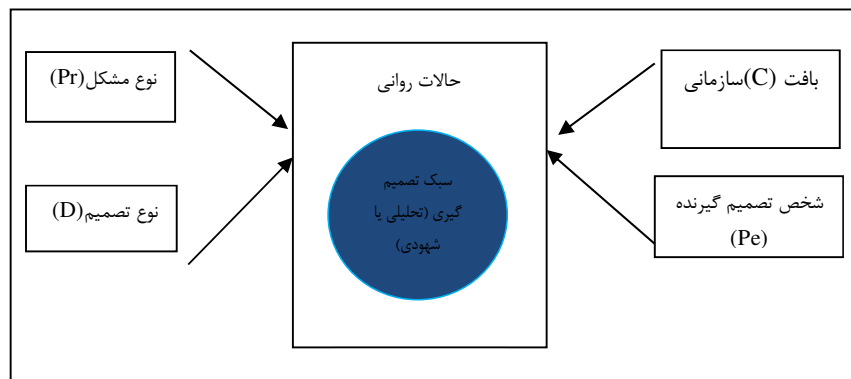 بافت (C)سازمانی
شخص تصمیم گیرنده
(Pe)
حالات روانی
سبک تصمیم
گیری (تحلیلی یا
شهودی)
نوع مشکل(Pr)
نوع تصمیم(D)